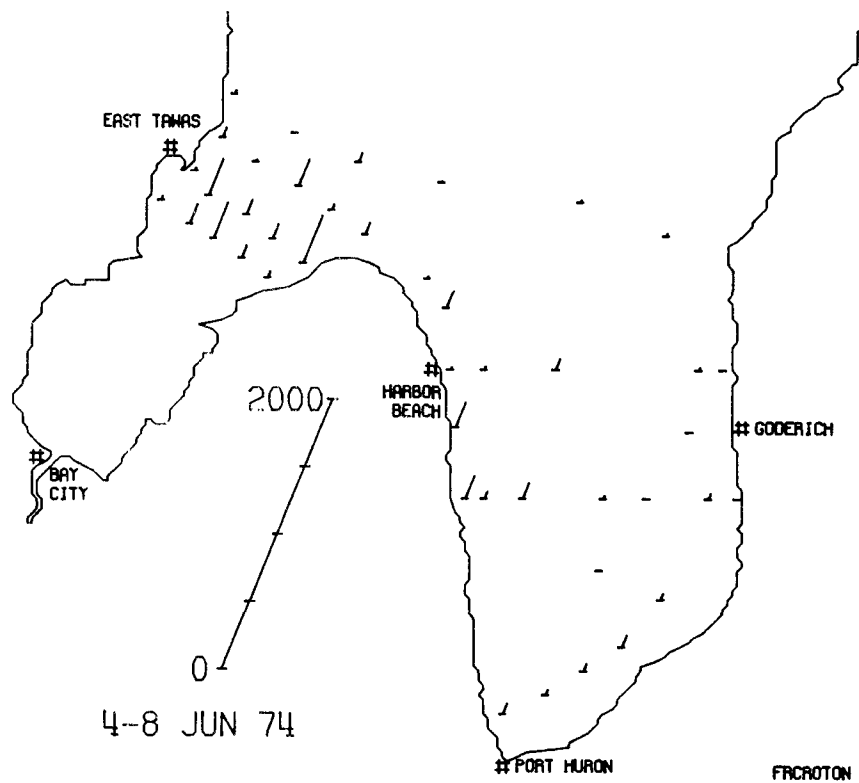 EAST TAWAS
2000
HARBOR
BEACH
GODERICH
BAY
CITY
0
4-8 JUN 74
PORT HURON
FRCROTON